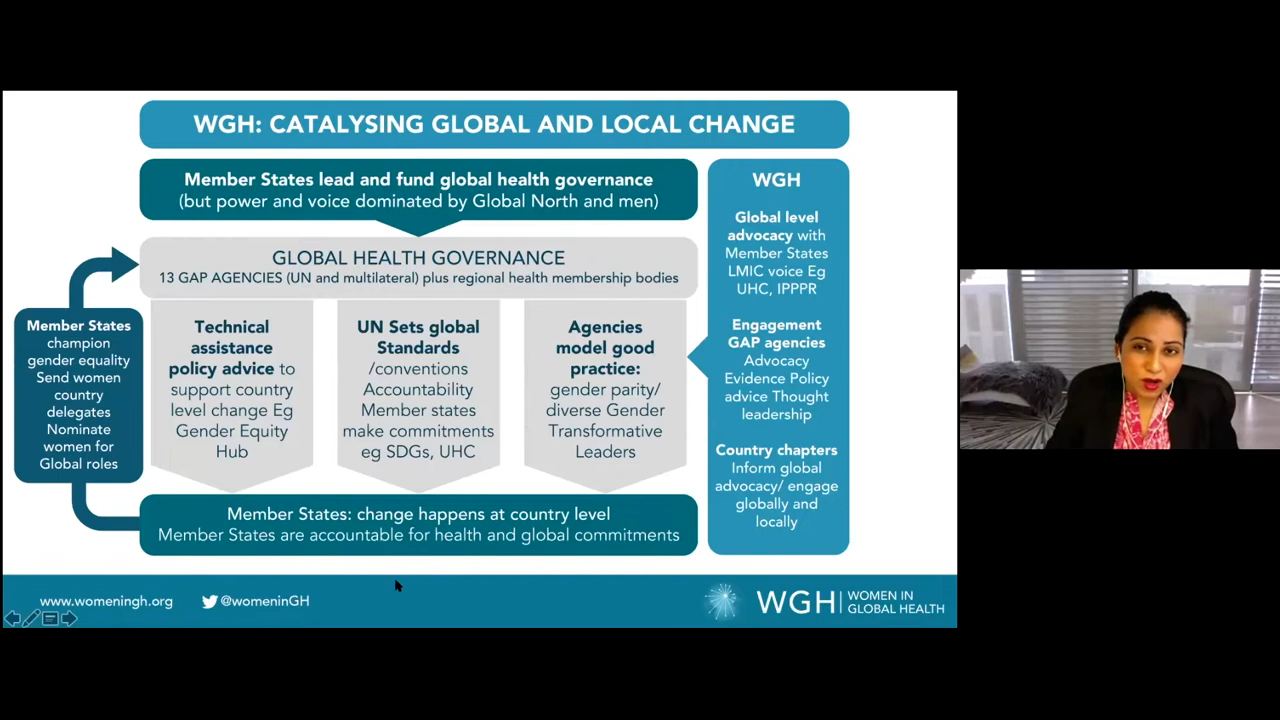 WGH: CATALYSING GLOBAL AND LOCAL CHANGE
Member States lead and fund global health governance
(but power and voice dominated by Global North and men)
GLOBAL HEALTH GOVERNANCE
13 GAP AGENCIES (UN and multilateral) plus regional health membership bodies
Member States
champion
gender equality
Send women
country
delegates
Nominate
women for
Global roles
Technical
assistance
policy advice to
support country
level change Eg
Gender Equity
Hub
UN Sets global
Standards
/conventions
Accountability
Member states
make commitments
eg SDGs, UHC
Agencies
model good
practice:
gender parity/
diverse Gender
Transformative
Leaders
Member States: change happens at country level
Member States are accountable for health and global commitments
WGH
Global level
advocacy with
Member States
LMIC voice Eg
UHC, IPPPR
Engagement
GAP agencies
Advocacy
Evidence Policy
advice Thought
leadership
Country chapters
Inform global
advocacy/ engage
globally and
locally
www.womeningh.org
@womeninGH
WGH
WOMEN IN
GLOBAL HEALTH